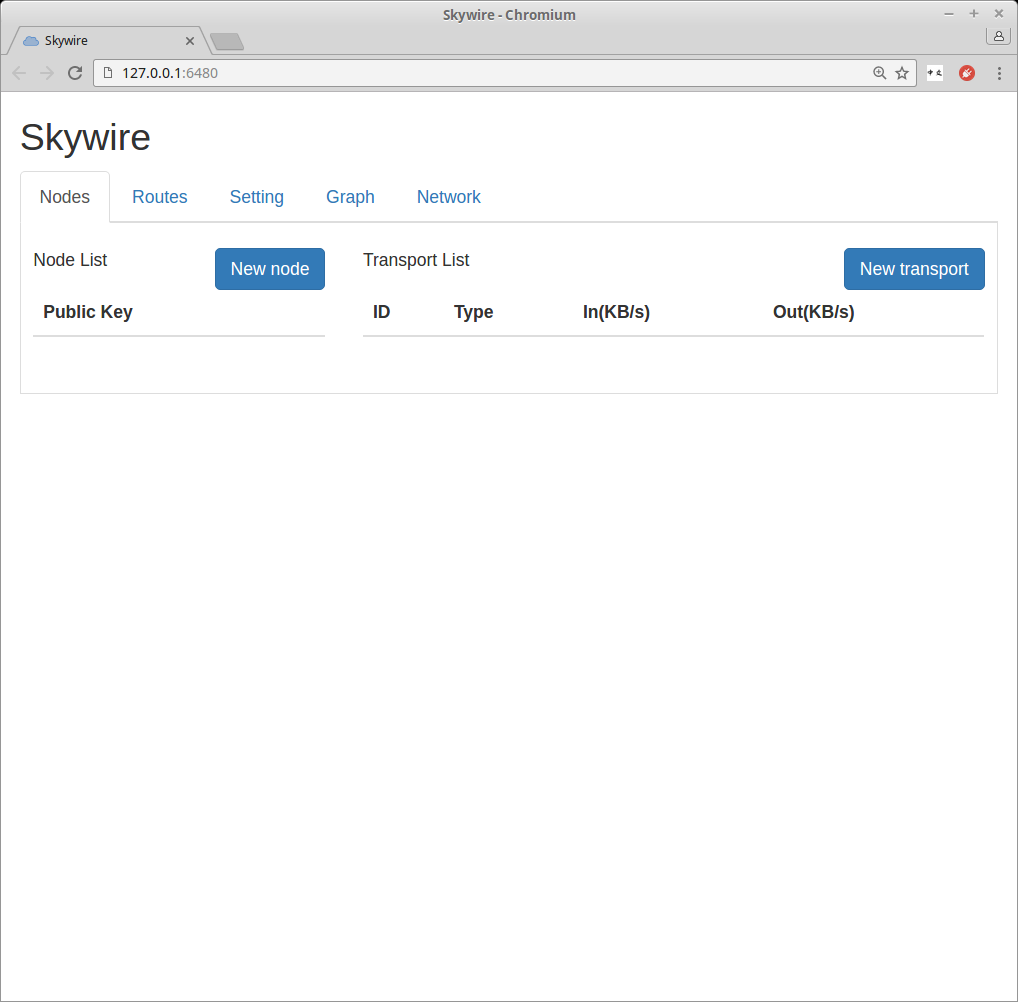 Skywire - Chromium
Skywire
127.0.0.1:6480
Skywire
Nodes Routes Setting Graph Network
Node List New node Transport List New transport
Public Key ID Type In(KB/s) Out(KB/s)